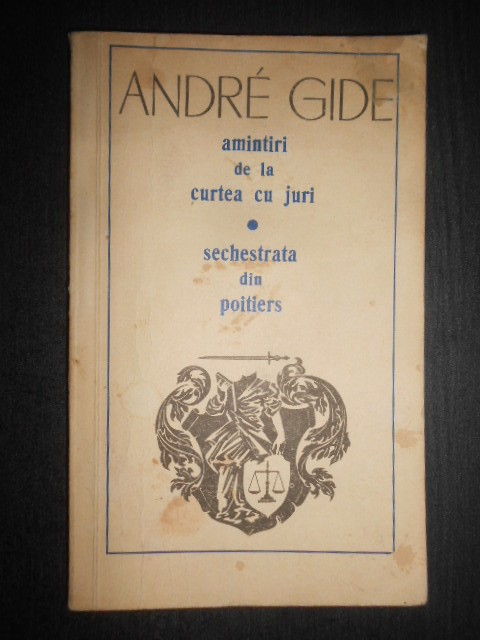 ANDRÉ GIDE
amintiri
de la
curtea cu juri
sechestrata
din
poitiers